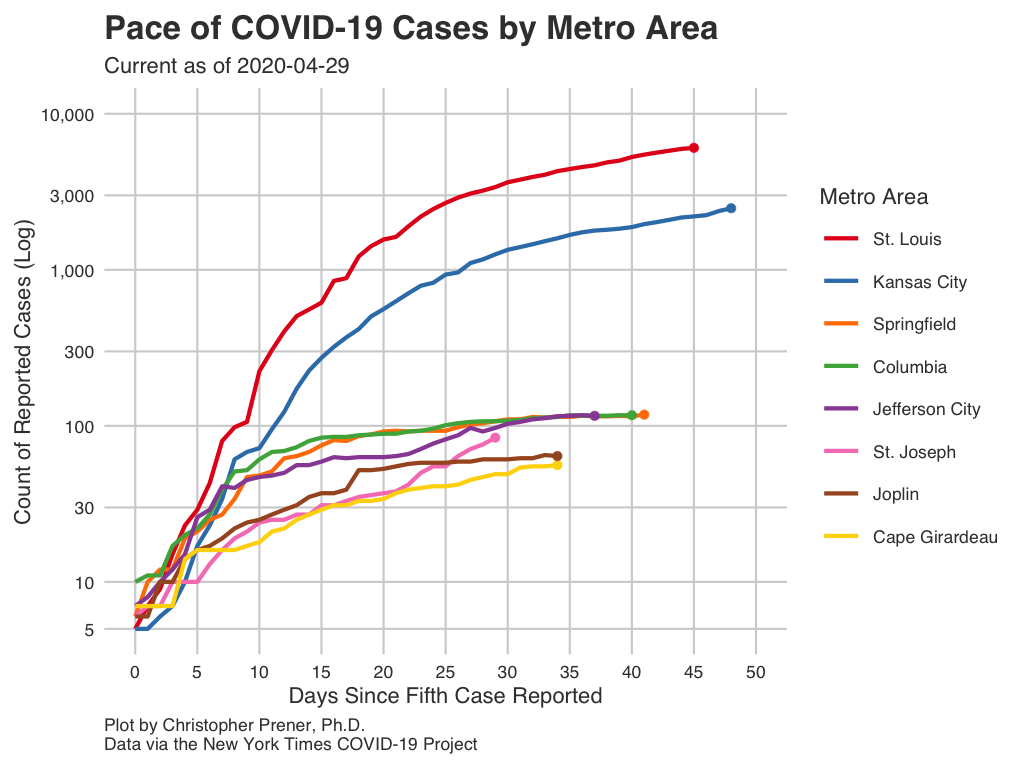 Pace of COVID-19 Cases by Metro Area
Current as of 2020-04-29
10,000
3,000
1,000
300
100
30
10
5
Count of Reported Cases (Log)
0 5 10 15 20 25 30 35 40 45 50
Days Since Fifth Case Reported
Metro Area
St. Louis
Kansas City
Springfield
Columbia
Jefferson City
St. Joseph
Joplin
Cape Girardeau
Plot by Christopher Prener, Ph.D.
Data via the New York Times COVID-19 Project